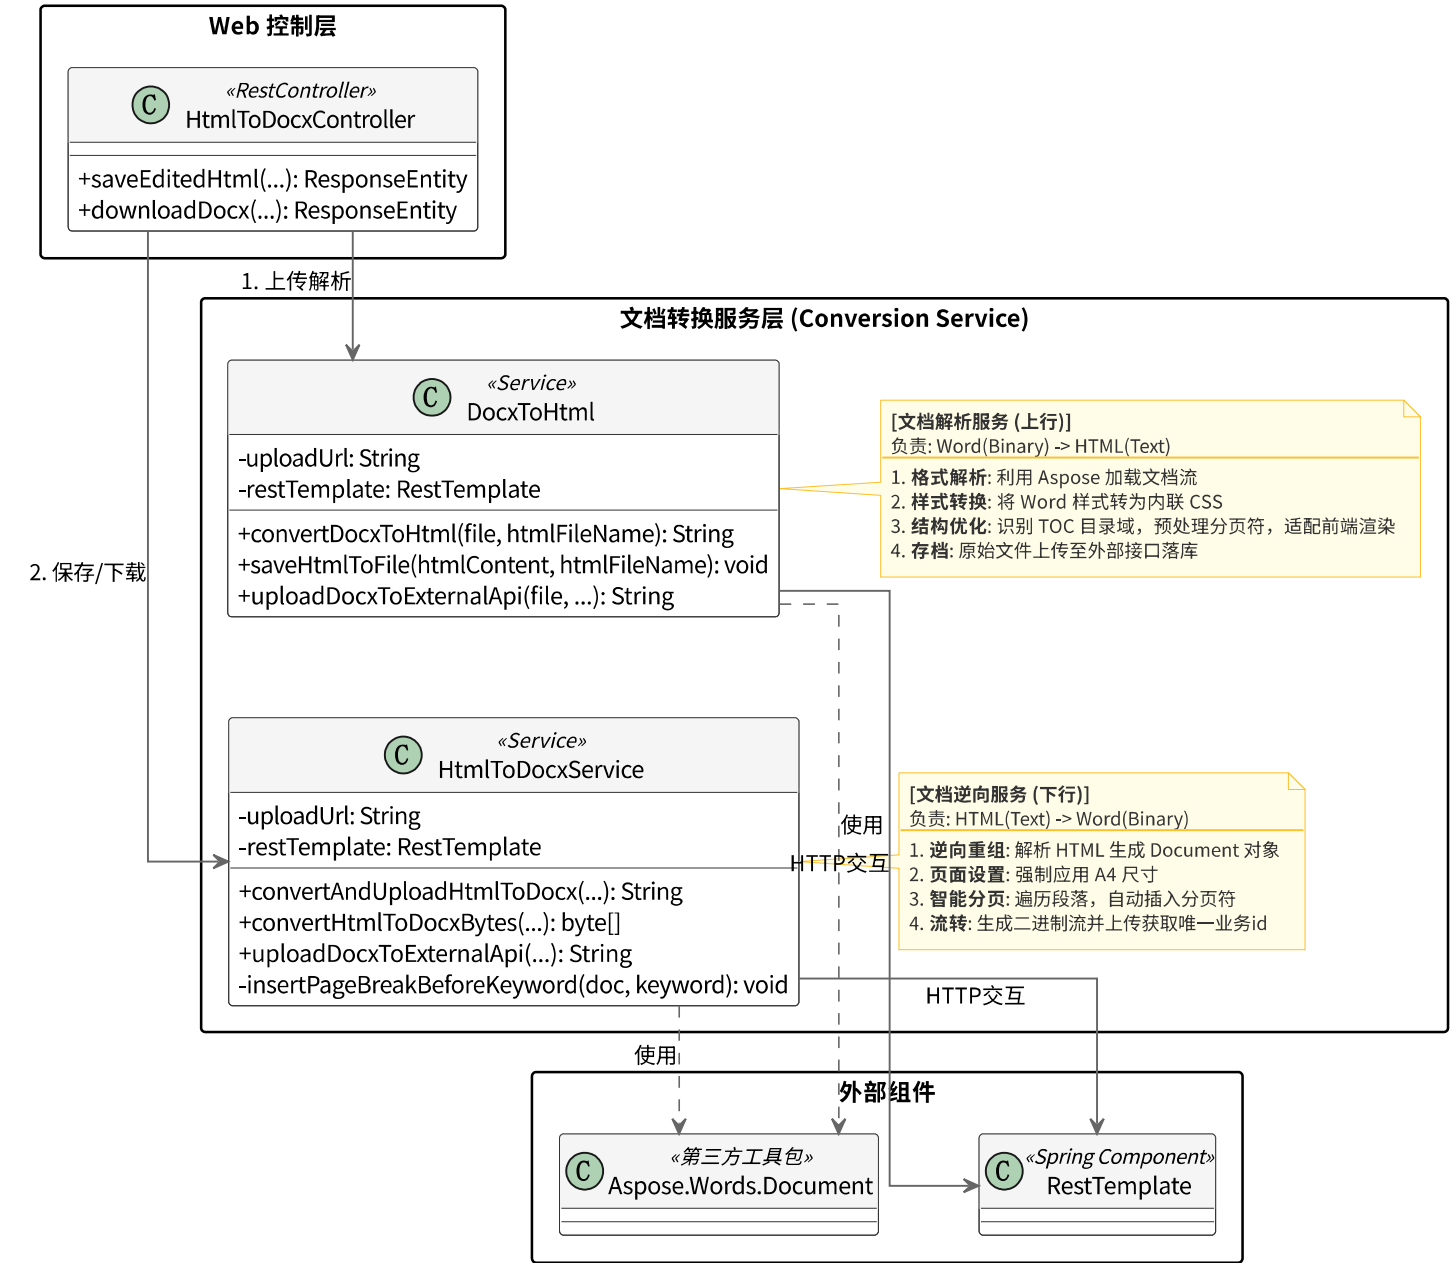 Web 控制层
«RestController»
C
HtmlToDocxController
+saveEditedHtml(...): ResponseEntity
+downloadDocx(...): ResponseEntity
1. 上传解析
文档转换服务层 (Conversion Service)
«Service»
C
DocxToHtml
-uploadUrl: String
-restTemplate: RestTemplate
+convertDocxToHtml(file, htmlFileName): String
+saveHtmlToFile(htmlContent, htmlFileName): void
+uploadDocxToExternalApi(file, ...): String
[文档解析服务 (上行)]
负责: Word(Binary) -> HTML(Text)
1. 格式解析: 利用 Aspose 加载文档流
2. 样式转换: 将 Word 样式转为内联 CSS
3. 结构优化: 识别 TOC 目录域，预处理分页符，适配前端渲染
4. 存档: 原始文件上传至外部接口落库
2. 保存/下载
«Service»
C
HtmlToDocxService
-uploadUrl: String
-restTemplate: RestTemplate
+convertAndUploadHtmlToDocx(...): String
+convertHtmlToDocxBytes(...): byte[]
+uploadDocxToExternalApi(...): String
-insertPageBreakBeforeKeyword(doc, keyword): void
使用
HTTP交互
[文档逆向服务 (下行)]
负责: HTML(Text) -> Word(Binary)
1. 逆向重组: 解析 HTML 生成 Document 对象
2. 页面设置: 强制应用 A4 尺寸
3. 智能分页: 遍历段落，自动插入分页符
4. 流转: 生成二进制流并上传获取唯一业务id
HTTP交互
使用
外部组件
«第三方工具包»
C
Aspose.Words.Document
«Spring Component»
C
RestTemplate